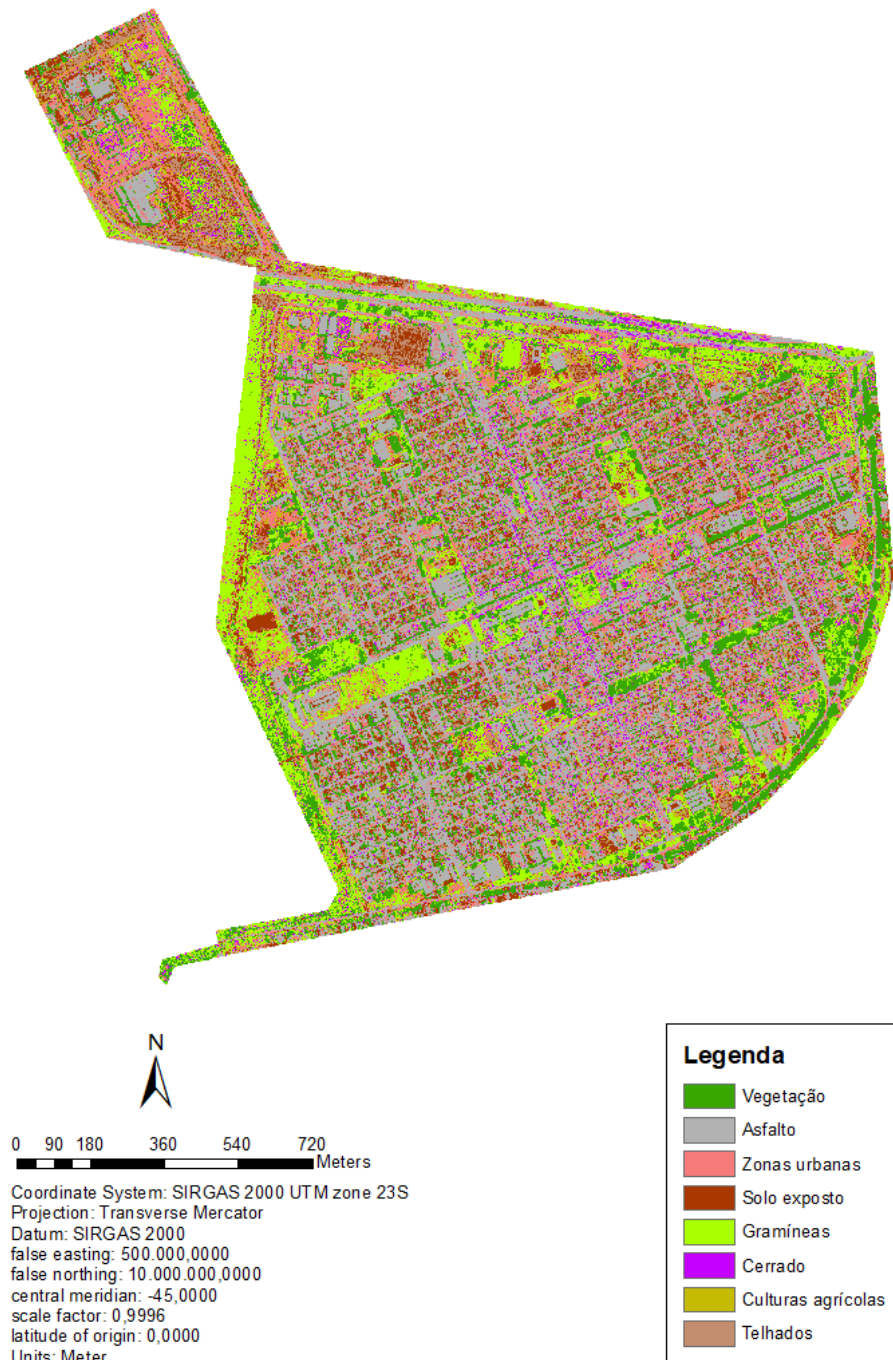 N
0 90 180 360 540 720
Meters
Coordinate System: SIRGAS 2000 UTM zone 23S
Projection: Transverse Mercator
Datum: SIRGAS 2000
false easting: 500.000,0000
false northing: 10.000.000,0000
central meridian: -45,0000
scale factor: 0,9996
latitude of origin: 0,0000
Units: Meter
Legenda
Vegetação
Asfalto
Zonas urbanas
Solo exposto
Gramíneas
Cerrado
Culturas agrícolas
Telhados